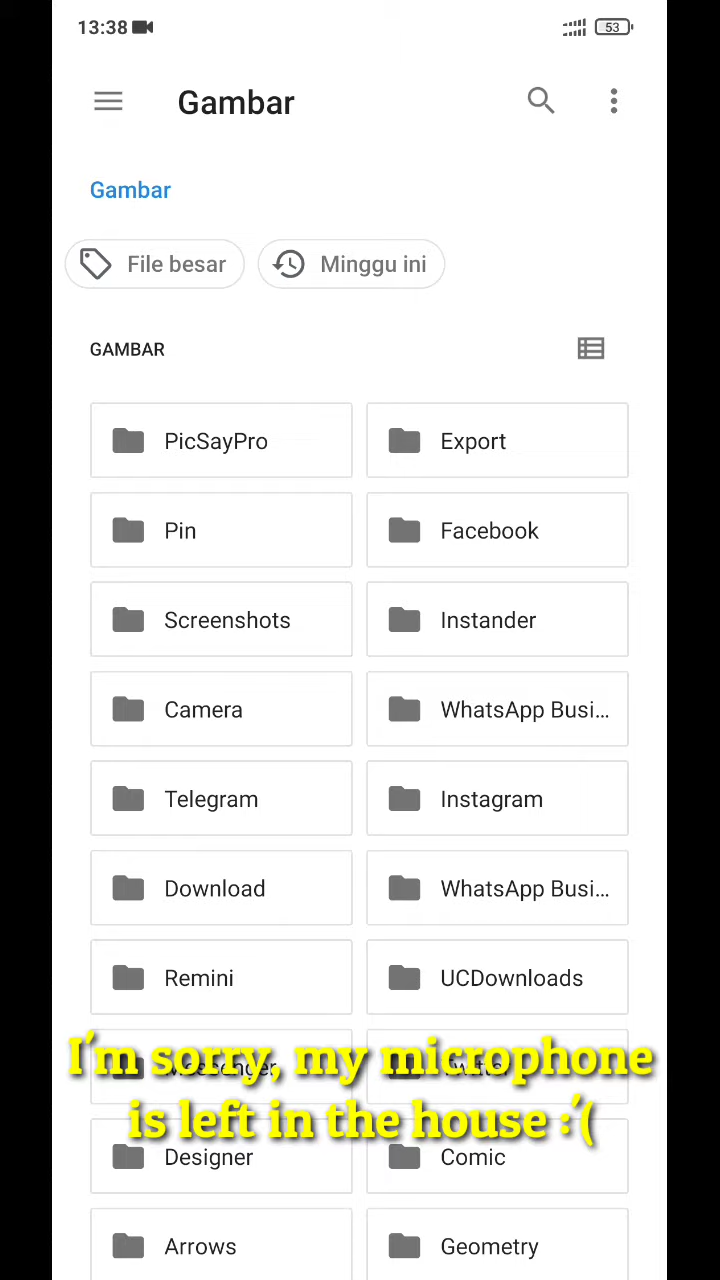 13:38
53
Gambar
Gambar
File besar
Minggu ini
GAMBAR
PicSayPro
Export
Pin
Facebook
Screenshots
Instander
Camera
WhatsApp Busi...
Telegram
Instagram
Download
WhatsApp Busi...
Remini
UCDownloads
Messenger
Twitter
I'm sorry, my microphone
is left in the house :'(
Designer
Comic
Arrows
Geometry